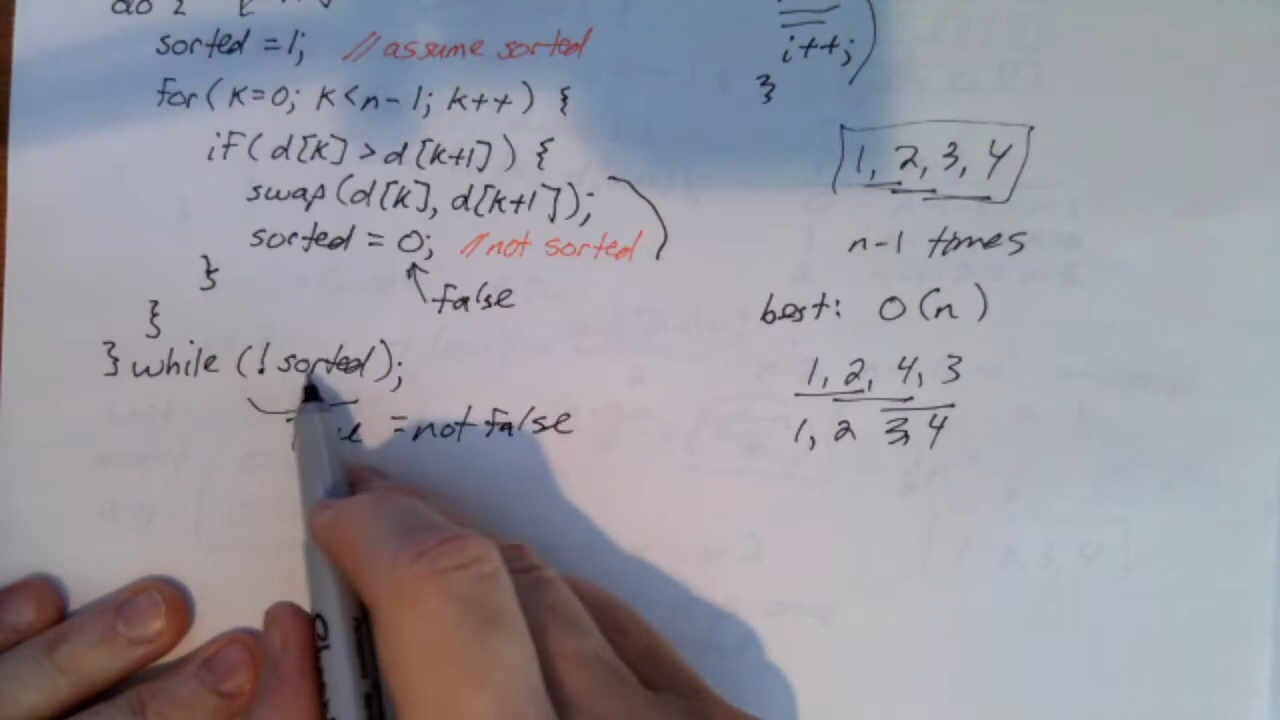 do {
sorted = 1; //assume sorted
for( k=0; k<n-1; k++) {
if( d[k] > d[k+1] ) {
swap(d[k], d[k+1]);
sorted = 0; //not sorted
false
}
}
} while (! sorted);
= not false
i++;
}
1, 2, 3, 4
n-1 times
best: O(n)
1, 2, 4, 3
1, 2 3, 4